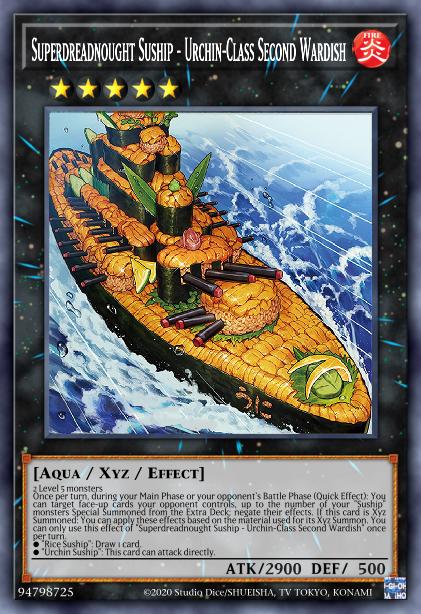 SUPERDREADNOUGHT SUSHIP - URCHIN-CLASS SECOND WARDISH
FIRE
炎
うに
[AQUA / XYZ / EFFECT]
2 Level 5 monsters
Once per turn, during your Main Phase or your opponent's Battle Phase (Quick Effect): You
can target face-up cards your opponent controls, up to the number of your "Suship"
monsters Special Summoned from the Extra Deck; negate their effects. If this card is Xyz
Summoned: You can apply these effects based on the material used for its Xyz Summon. You
can only use this effect of "Superdreadnought Suship - Urchin-Class Second Wardish" once
per turn.
● "Rice Suship": Draw 1 card.
● "Urchin Suship": This card can attack directly.
ATK/2900 DEF/ 500
94798725
©2020 Studio Dice/SHUEISHA, TV TOKYO, KONAMI